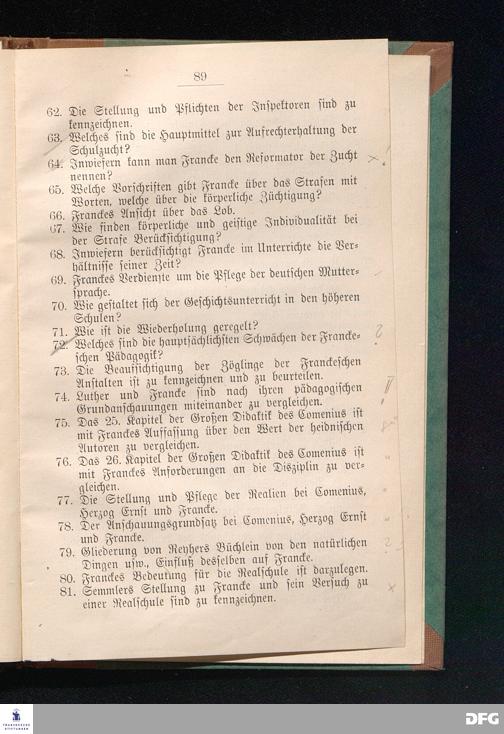 89
62. Die Stellung und Pflichten der Inspektoren sind zu
kennzeichnen.
63. Welches sind die Hauptmittel zur Aufrechterhaltung der
Schulzucht?
64. Inwiefern kann man Francke den Reformator der Zucht
nennen?
65. Welche Vorschriften gibt Francke über das Strafen mit
Worten, welche über die körperliche Züchtigung?
66. Franckes Ansicht über das Lob.
67. Wie finden körperliche und geistige Individualität bei
der Strafe Berücksichtigung?
68. Inwiefern berücksichtigt Francke im Unterrichte die Ver-
hältnisse seiner Zeit?
69. Franckes Verdienste um die Pflege der deutschen Mutter-
sprache.
70. Wie gestaltet sich der Geschichtsunterricht in den höheren
Schulen?
71. Wie ist die Wiederholung geregelt?
72. Welches sind die hauptsächlichsten Schwächen der Francke-
schen Pädagogik?
73. Die Beaufsichtigung der Zöglinge der Franckeschen
Anstalten ist zu kennzeichnen und zu beurteilen.
74. Luther und Francke sind nach ihren pädagogischen
Grundanschauungen miteinander zu vergleichen.
75. Das 25. Kapitel der Großen Didaktik des Comenius ist
mit Franckes Auffassung über den Wert der heidnischen
Autoren zu vergleichen.
76. Das 26. Kapitel der Großen Didaktik des Comenius ist
mit Franckes Anforderungen an die Disziplin zu ver-
gleichen.
77. Die Stellung und Pflege der Realien bei Comenius,
Herzog Ernst und Francke.
78. Der Anschauungsgrundsatz bei Comenius, Herzog Ernst
und Francke.
79. Gliederung von Reyhers Büchlein von den natürlichen
Dingen usw., Einfluß desselben auf Francke.
80. Franckes Bedeutung für die Realschule ist darzulegen.
81. Semmlers Stellung zu Francke und sein Versuch zu
einer Realschule sind zu kennzeichnen.
FRANCKESCHE
STIFTUNGEN
DFG